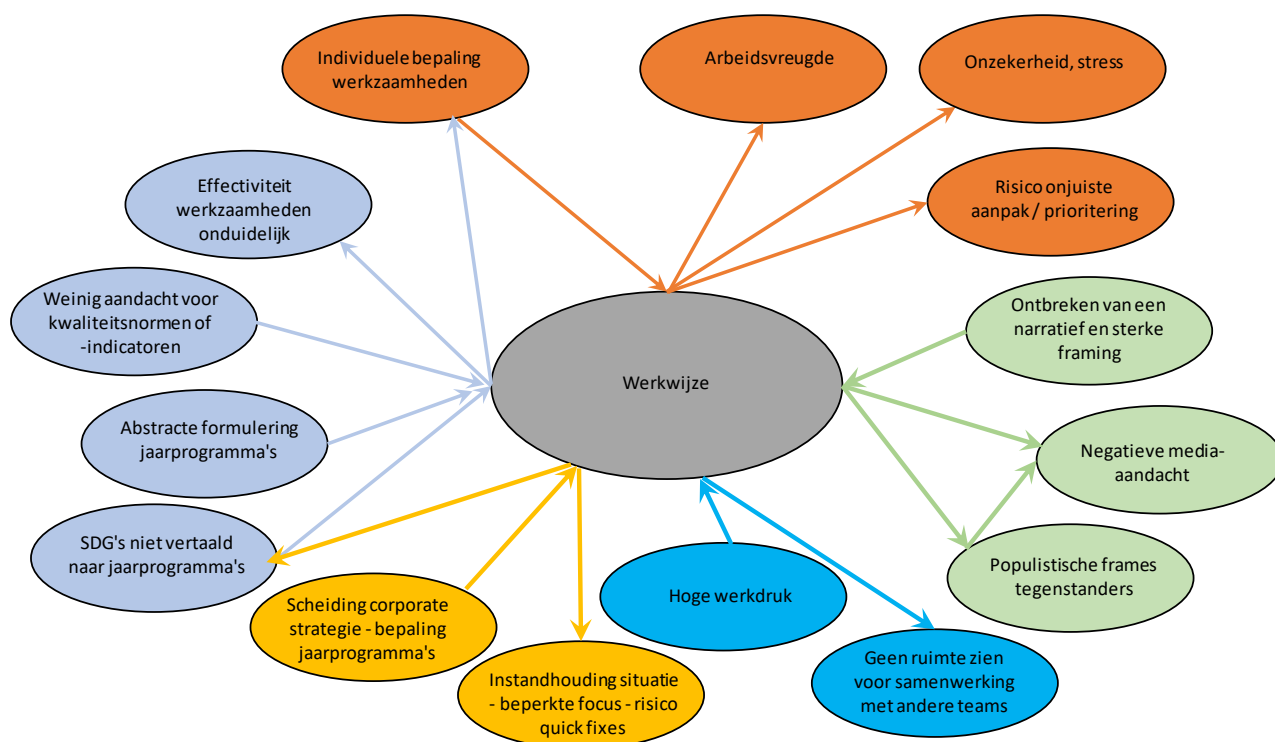 Individuele bepaling
werkzaamheden
Arbeidsvreugde
Onzekerheid, stress
Effectiviteit
werkzaamheden
onduidelijk
Risico onjuiste
aanpak / prioritering
Weinig aandacht voor
kwaliteitsnormen of
-indicatoren
Ontbreken van een
narratief en sterke
framing
Werkwijze
Abstracte formulering
jaarprogramma's
Negatieve media-
aandacht
SDG's niet vertaald
naar jaarprogramma's
Populistische frames
tegenstanders
Scheiding corporate
strategie - bepaling
jaarprogramma's
Hoge werkdruk
Instandhouding situatie
- beperkte focus - risico
quick fixes
Geen ruimte zien
voor samenwerking
met andere teams